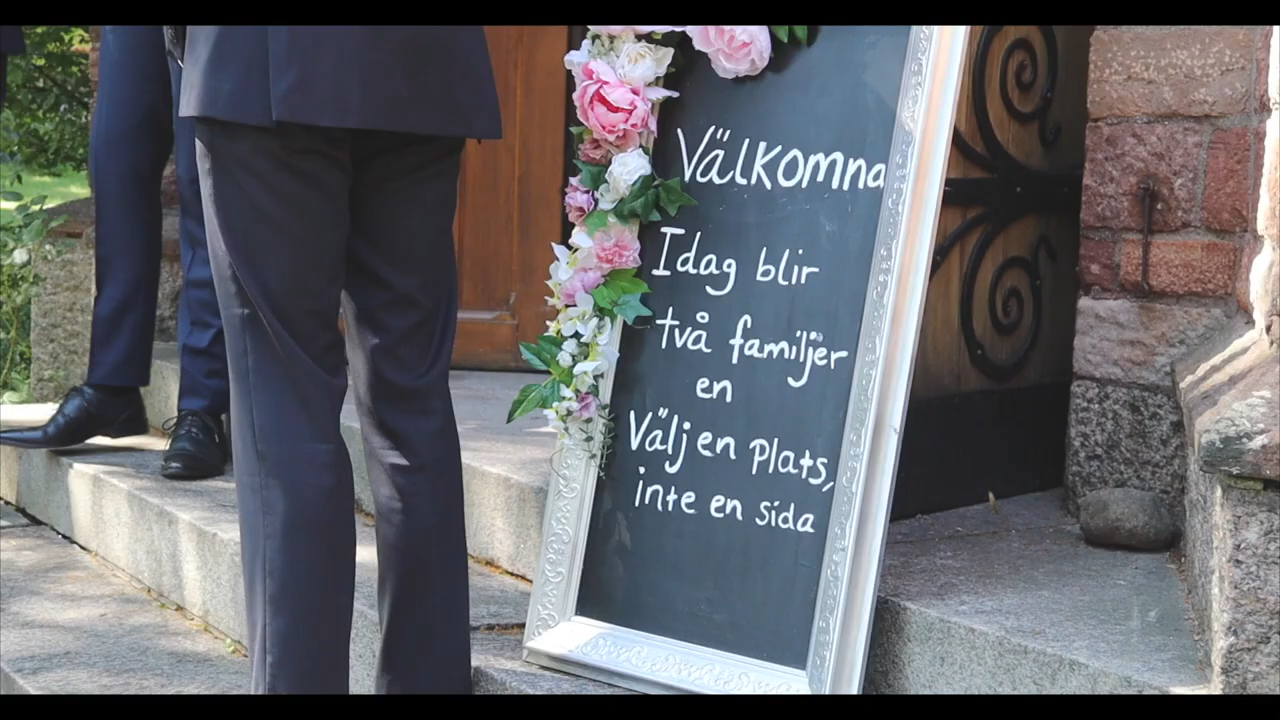 Välkomna
Idag blir
två familjer
en
Välj en plats,
inte en sida